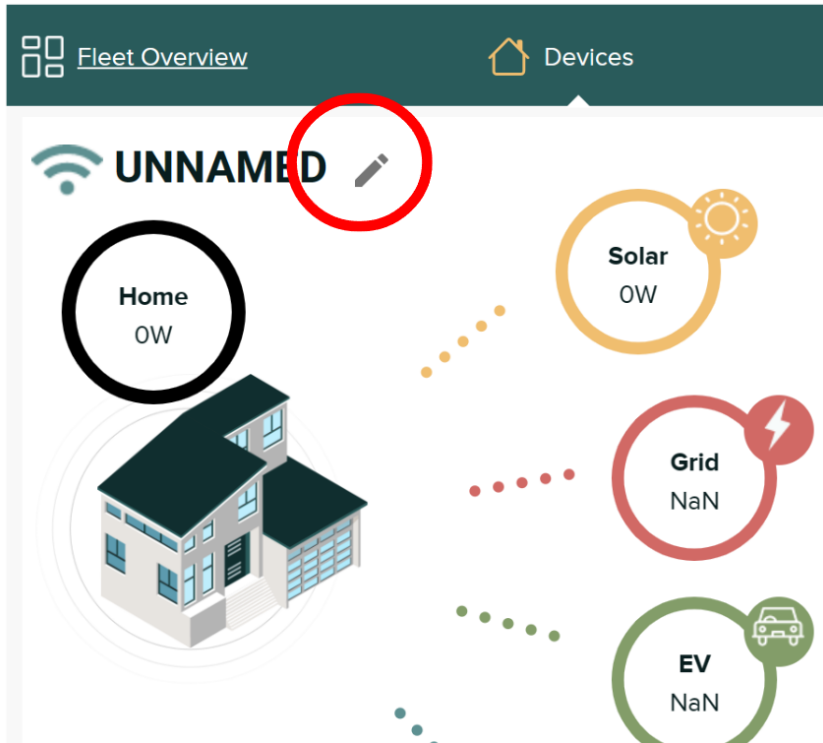 Fleet Overview
Devices
UNNAMED
Home
0W
Solar
0W
Grid
NaN
EV
NaN